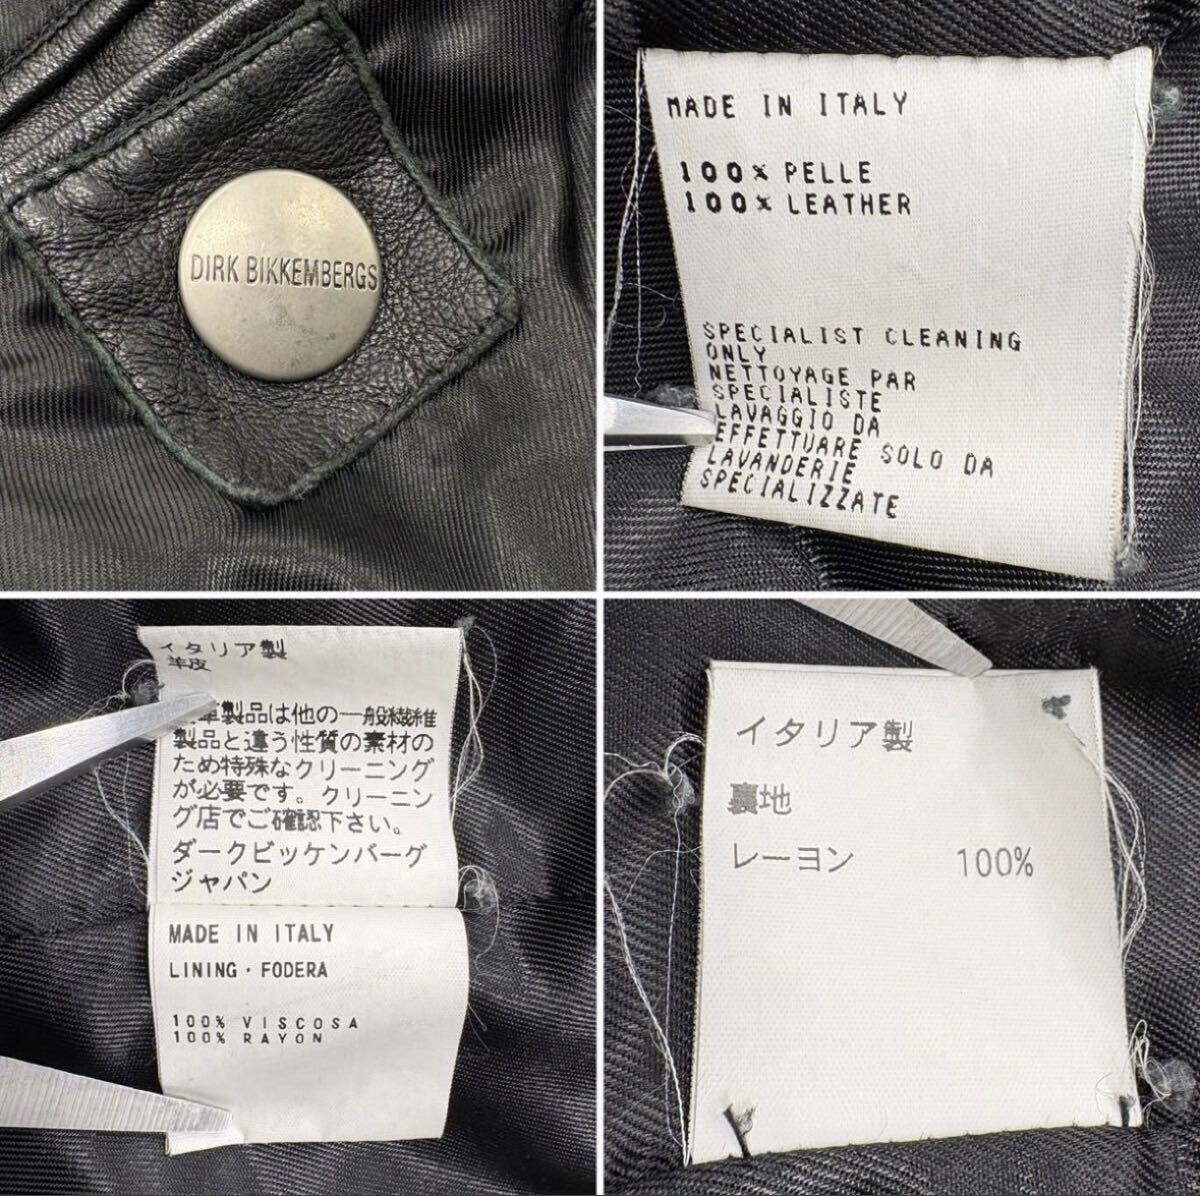 DIRK BIKKEMBERGS
MADE IN ITALY
100% PELLE
100% LEATHER
SPECIALIST CLEANING
ONLY
NETTOYAGE PAR
SPECIALISTE
LAVAGGIO DA
EFFETTUARE SOLO DA
LAVANDERIE
SPECIALIZZATE
イタリア製
羊皮
革製品は他の一般繊維
製品と違う性質の素材の
ため特殊なクリーニング
が必要です。クリーニン
グ店でご確認下さい。
ダークビッケンバーグ
ジャパン
MADE IN ITALY
LINING・FODERA
100% VISCOSA
100% RAYON
イタリア製
裏地
レーヨン 100%